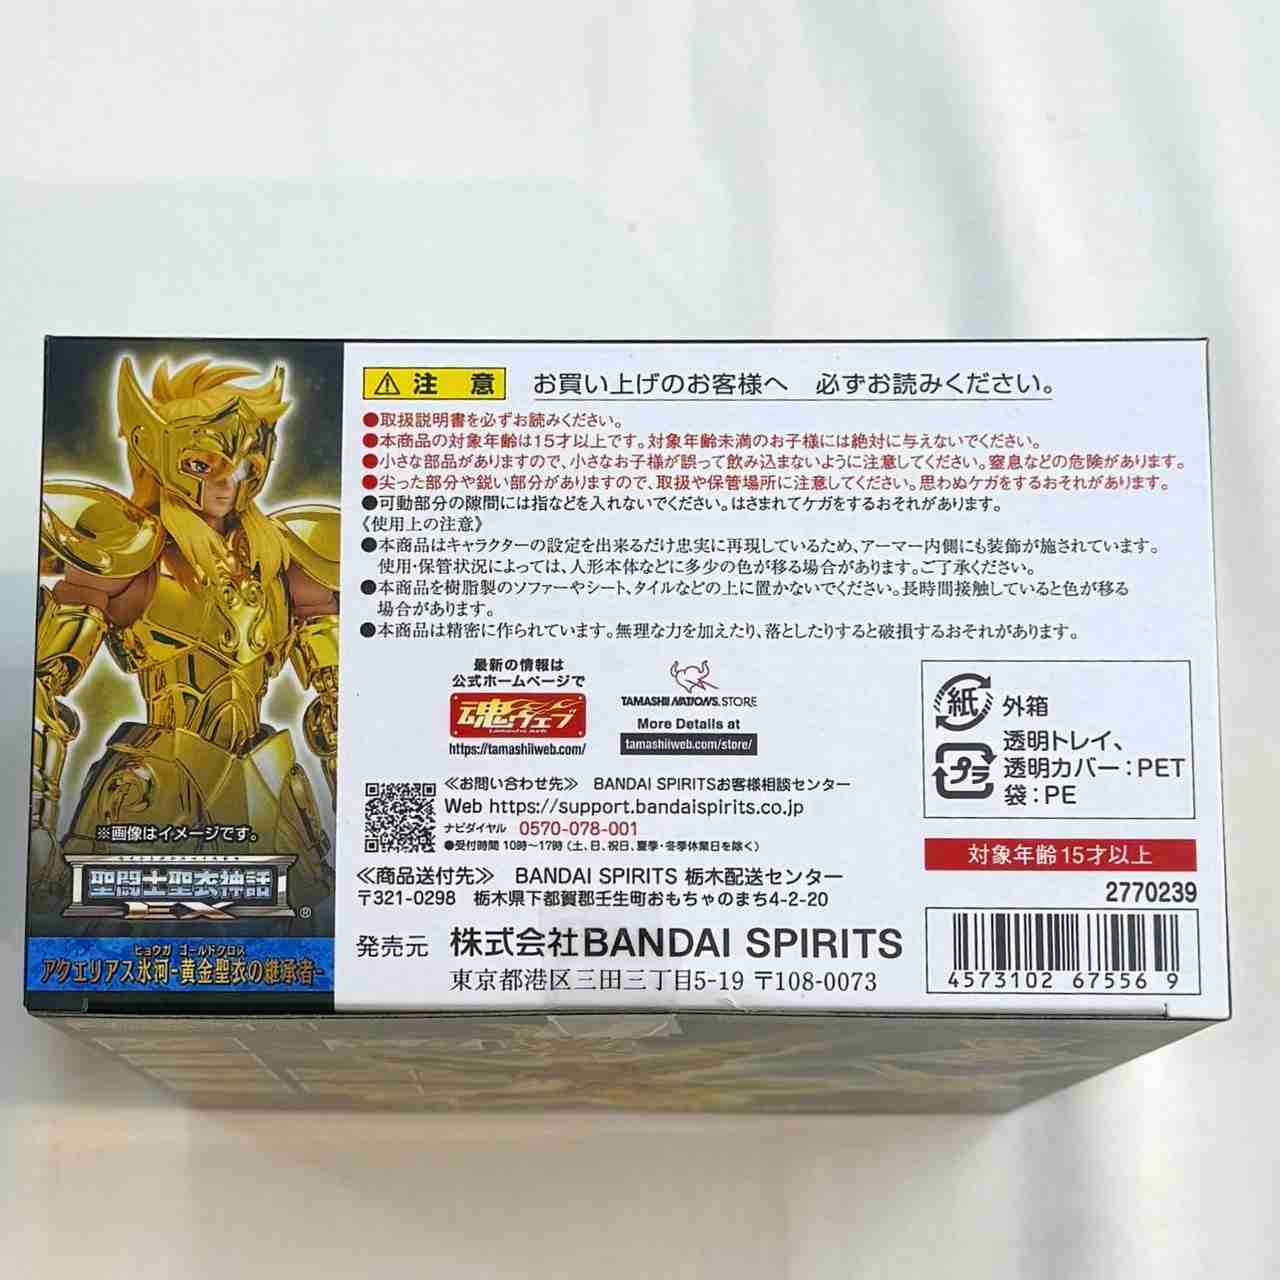 ※画像はイメージです。
聖闘士聖衣神話
EX
®
ヒョウガ ゴールドクロス
アクエリアス氷河-黄金聖衣の継承者-
⚠注 意 お買い上げのお客様へ 必ずお読みください。
●取扱説明書を必ずお読みください。
●本商品の対象年齢は15才以上です。対象年齢未満のお子様には絶対に与えないでください。
●小さな部品がありますので、小さなお子様が誤って飲み込まないように注意してください。窒息などの危険があります。
●尖った部分や鋭い部分がありますので、取扱や保管場所に注意してください。思わぬケガをするおそれがあります。
●可動部分の隙間には指などを入れないでください。はさまれてケガをするおそれがあります。
《使用上の注意》
●本商品はキャラクターの設定を出来るだけ忠実に再現しているため、アーマー内側にも装飾が施されています。
使用・保管状況によっては、人形本体などに多少の色が移る場合があります。ご了承ください。
●本商品を樹脂製のソファーやシート、タイルなどの上に置かないでください。長時間接触していると色が移る
場合があります。
●本商品は精密に作られています。無理な力を加えたり、落としたりすると破損するおそれがあります。
最新の情報は
公式ホームページで
魂ウェブ
tamashii web
https://tamashiiweb.com/
TAMASHII NATIONS STORE
More Details at
tamashiiweb.com/store/
≪お問い合わせ先≫ BANDAI SPIRITSお客様相談センター
Web https://support.bandaispirits.co.jp
ナビダイヤル 0570-078-001
●受付時間 10時～17時 (土、日、祝日、夏季・冬季休業日を除く)
≪商品送付先≫ BANDAI SPIRITS 栃木配送センター
〒321-0298 栃木県下都賀郡壬生町おもちゃのまち4-2-20
発売元 株式会社BANDAI SPIRITS
東京都港区三田三丁目5-19 〒108-0073
紙 外箱
プラ 透明トレイ、
透明カバー：PET
袋：PE
対象年齢15才以上
2770239
4573102 67556 9